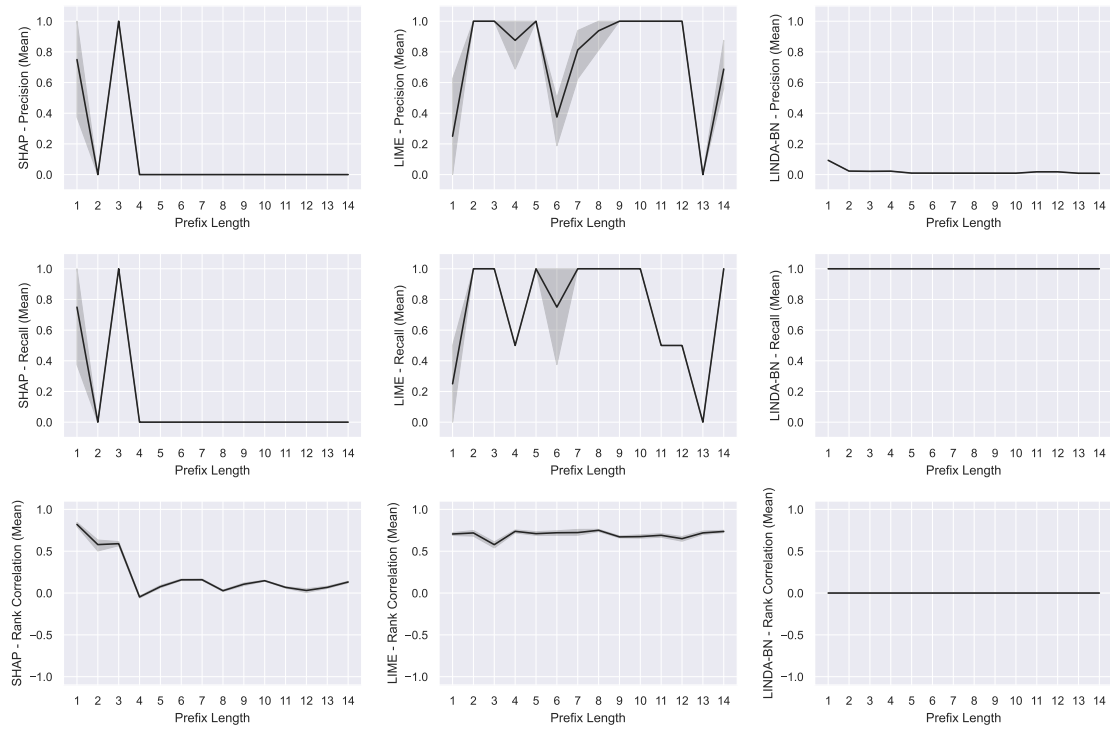 SHAP - Precision (Mean)
1.0
0.8
0.6
0.4
0.2
0.0
1 2 3 4 5 6 7 8 9 10 11 12 13 14
Prefix Length
LIME - Precision (Mean)
1.0
0.8
0.6
0.4
0.2
0.0
1 2 3 4 5 6 7 8 9 10 11 12 13 14
Prefix Length
LINDA-BN - Precision (Mean)
1.0
0.8
0.6
0.4
0.2
0.0
1 2 3 4 5 6 7 8 9 10 11 12 13 14
Prefix Length
SHAP - Recall (Mean)
1.0
0.8
0.6
0.4
0.2
0.0
1 2 3 4 5 6 7 8 9 10 11 12 13 14
Prefix Length
LIME - Recall (Mean)
1.0
0.8
0.6
0.4
0.2
0.0
1 2 3 4 5 6 7 8 9 10 11 12 13 14
Prefix Length
LINDA-BN - Recall (Mean)
1.0
0.8
0.6
0.4
0.2
0.0
1 2 3 4 5 6 7 8 9 10 11 12 13 14
Prefix Length
SHAP - Rank Correlation (Mean)
1.0
0.5
0.0
−0.5
−1.0
1 2 3 4 5 6 7 8 9 10 11 12 13 14
Prefix Length
LIME - Rank Correlation (Mean)
1.0
0.5
0.0
−0.5
−1.0
1 2 3 4 5 6 7 8 9 10 11 12 13 14
Prefix Length
LINDA-BN - Rank Correlation (Mean)
1.0
0.5
0.0
−0.5
−1.0
1 2 3 4 5 6 7 8 9 10 11 12 13 14
Prefix Length